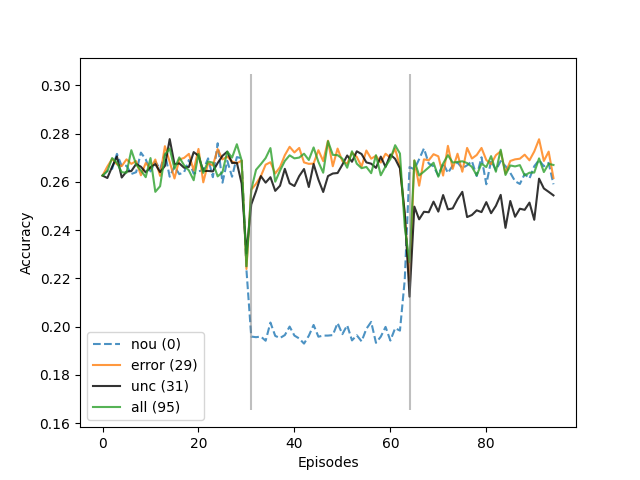 0.30
0.28
0.26
0.24
0.22
0.20
0.18
0.16
Accuracy
nou (0)
error (29)
unc (31)
all (95)
0 20 40 60 80
Episodes